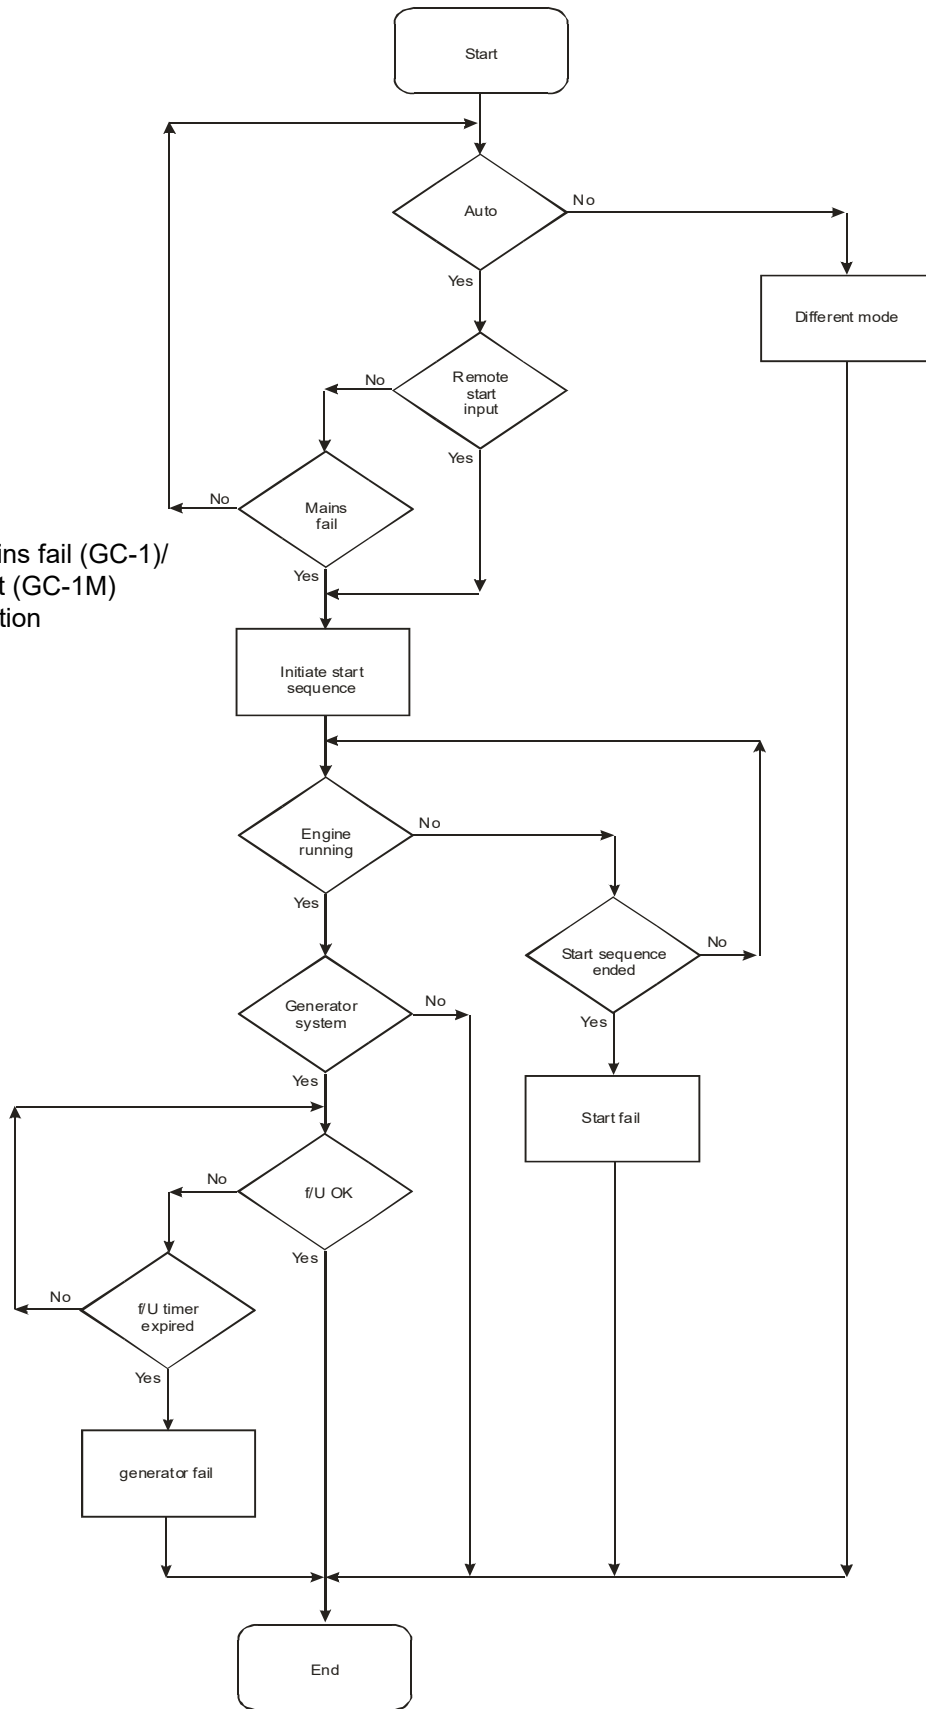 Start
Auto
No
Yes
Different mode
Remote
start
input
No
Yes
Mains
fail
No
Yes
fail (GC-1)/
(GC-1M)
Initiate start
sequence
Engine
running
No
Yes
Start sequence
ended
No
Yes
Generator
system
No
Yes
Start fail
f/U OK
No
Yes
f/U timer
expired
No
Yes
generator fail
End